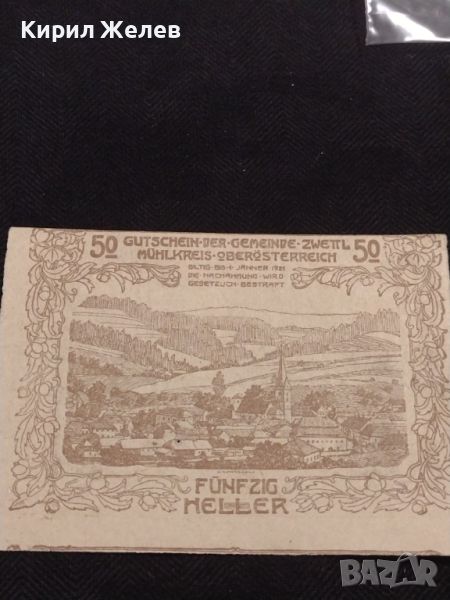 Кирил Желев
50 GUTSCHEIN·DER·GEMEINDE·ZWETTL 50
MÜHLKREIS·OBERÖSTERREICH
GILTIG·BIS·1·JÄNNER·1921
DIE·NACHAHMUNG·WIRD
GESETZLICH·BESTRAFT
FÜNFZIG
HELLER
BAZAR